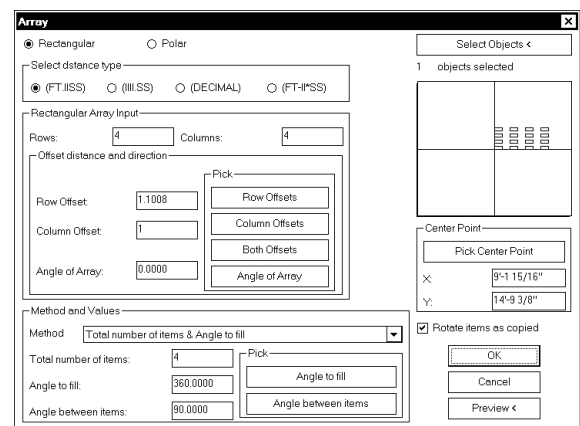 Array
Rectangular
Polar
Select Objects <
Select dstance type
1 objects selected
(FT.IISS)
(IIII.SS)
(DECIMAL)
(FT-II*SS)
Rectangular Array Input
Rows: 4 Columns: 4
Offset distance and direction
Pick
Row Offset: 1.1008
Row Offsets
Column Offset: 1
Column Offsets
Both Offsets
Angle of Array: 0.0000
Angle of Array
Center Point
Pick Center Point
X: 9'-1 15/16"
Y: 14'-9 3/8"
Method and Values
Method Total number of items & Angle to fill
Rotate items as copied
Total number of items: 4
Pick
Angle to fill: 360.0000
Angle to fill
Angle between items: 90.0000
Angle between items
OK
Cancel
Preview <